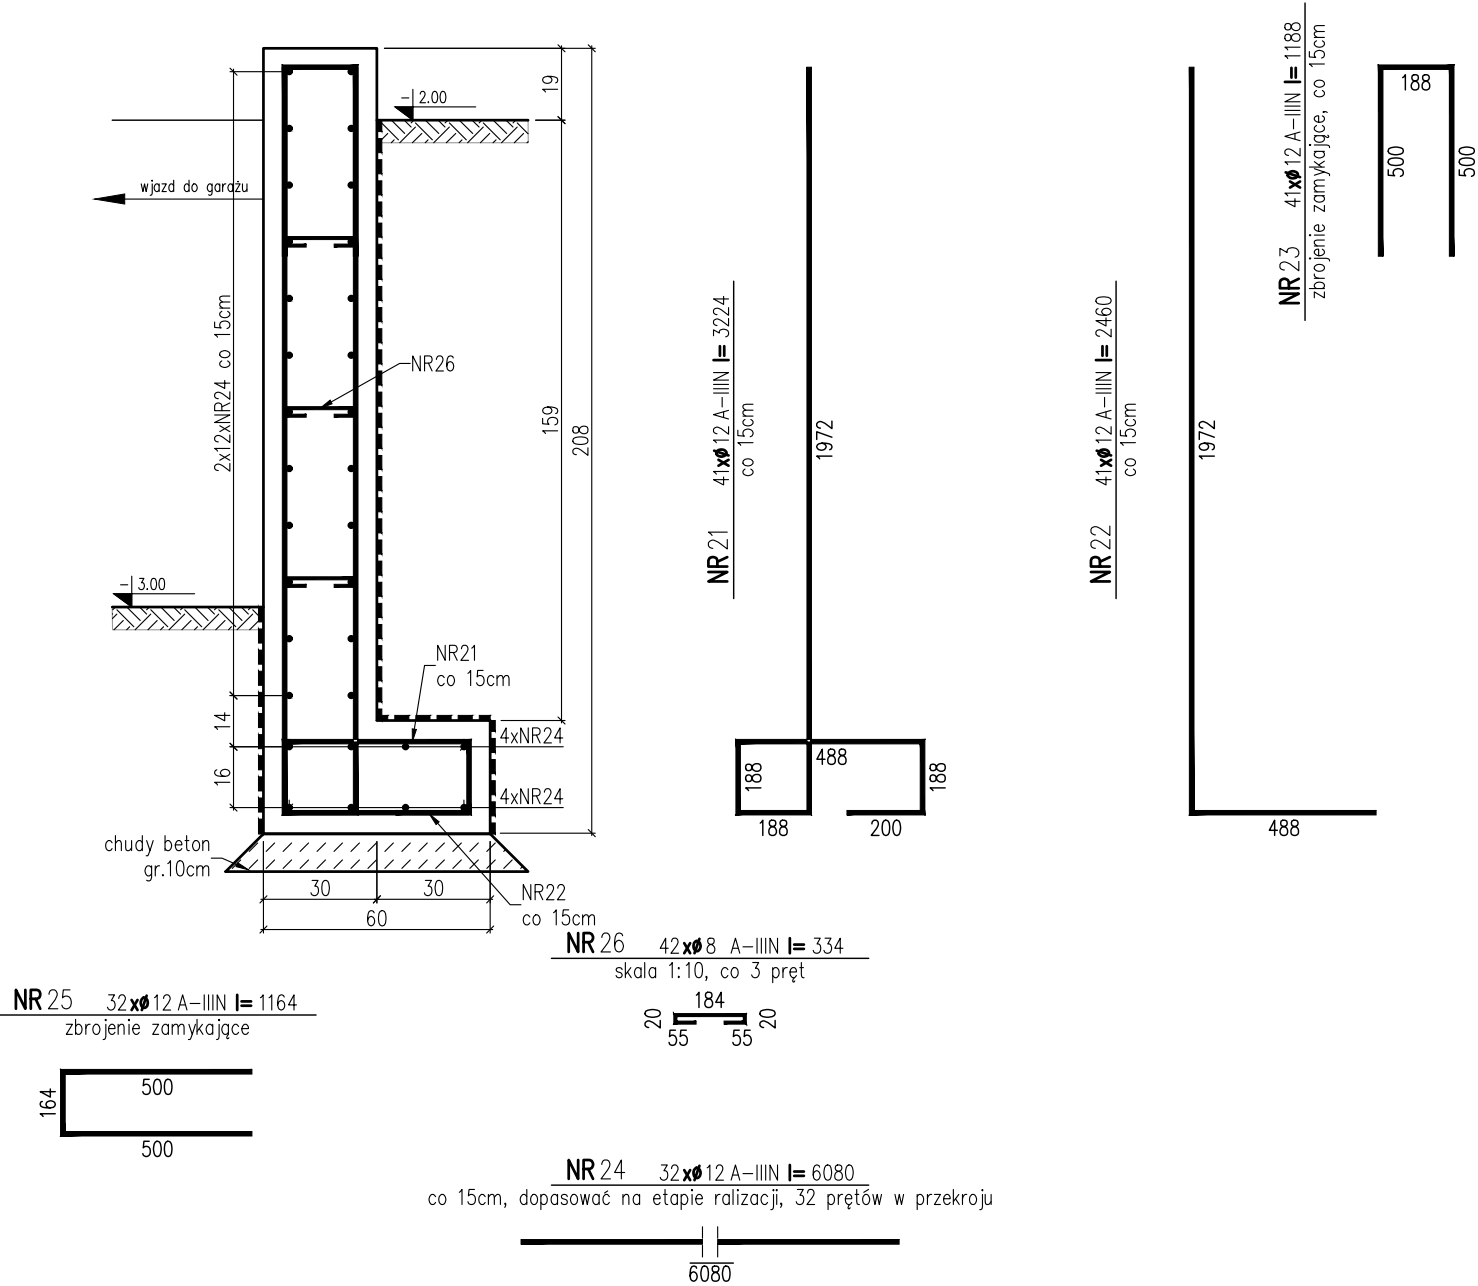 19
-2.00
wjazd do garażu
2x12xNR24 co 15cm
NR26
159
208
-3.00
NR21
co 15cm
14
4xNR24
16
4xNR24
chudy beton
gr.10cm
30
30
60
NR22
co 15cm
NR21 41xø12 A-IIIN l= 3224
co 15cm
1972
488
188
188
188
200
NR22 41xø12 A-IIIN l= 2460
co 15cm
1972
488
NR23 41xø12 A-IIIN l= 1188
zbrojenie zamykające, co 15cm
188
500
500
NR26 42xø8 A-IIIN l= 334
skala 1:10, co 3 pręt
184
20
20
55
55
NR25 32xø12 A-IIIN l= 1164
zbrojenie zamykające
500
164
500
NR24 32xø12 A-IIIN l= 6080
co 15cm, dopasować na etapie ralizacji, 32 prętów w przekroju
6080